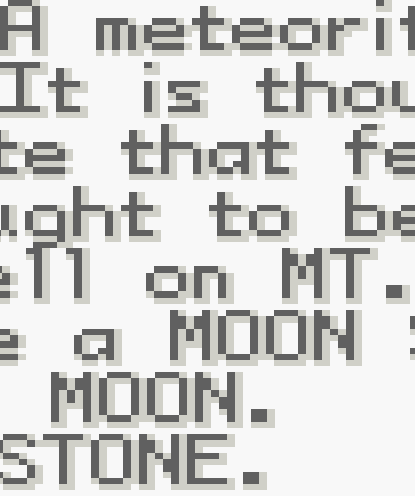 A meteorit
It is thou
te that fe
ught to be
ell on MT.
e a MOON S
MOON.
STONE.